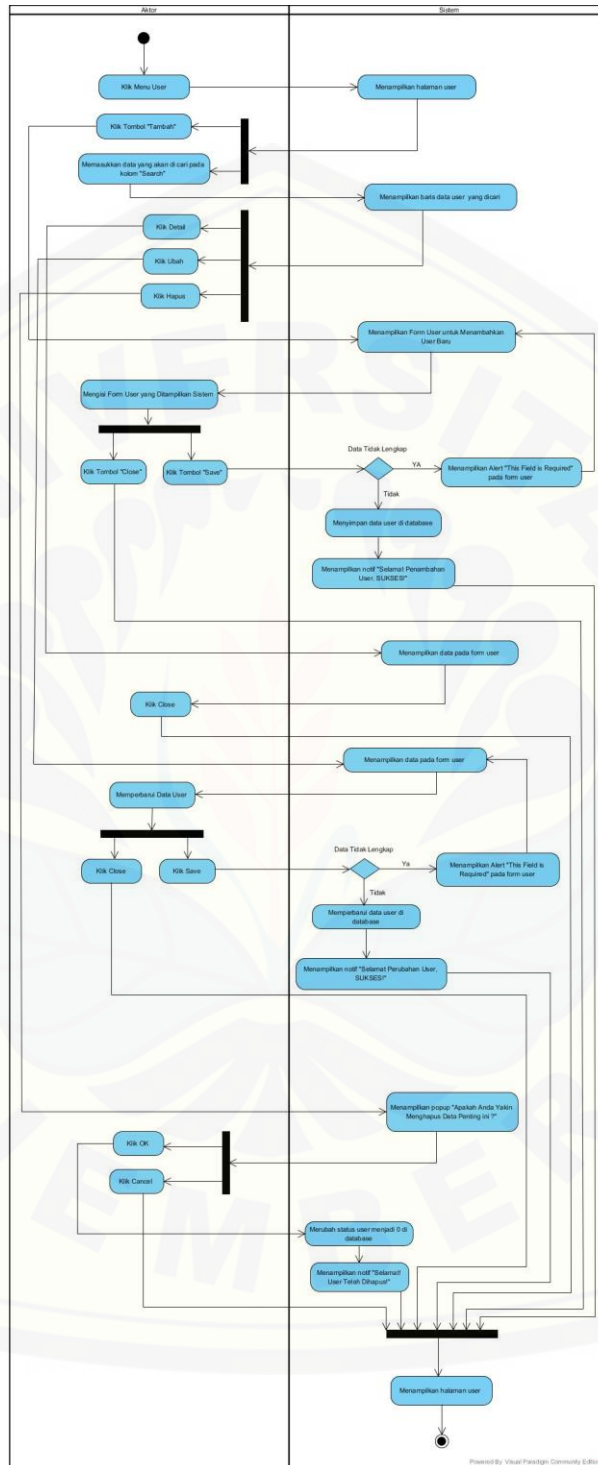 Aktor
Sistem
Klik Menu User
Menampilkan halaman user
Klik Tombol "Tambah"
Memasukkan data yang akan di cari pada
kolom "Search"
Menampilkan baris data user yang dicari
Klik Detail
Klik Ubah
Klik Hapus
Menampilkan Form User untuk Menambahkan
User Baru
Mengisi Form User yang Ditampilkan Sistem
Data Tidak Lengkap
Klik Tombol "Close"
Klik Tombol "Save"
YA
Menampilkan Alert "This Field is Required"
pada form user
Tidak
Menyimpan data user di database
Menampilkan notif "Selamat Penambahan
User, SUKSES!"
Menampilkan data pada form user
Klik Close
Menampilkan data pada form user
Memperbarui Data User
Data Tidak Lengkap
Klik Close
Klik Save
Ya
Menampilkan Alert "This Field is
Required" pada form user
Tidak
Memperbarui data user di
database
Menampilkan notif "Selamat Perubahan User,
SUKSES!"
Menampilkan popup "Apakah Anda Yakin
Menghapus Data Penting ini ?"
Klik OK
Klik Cancel
Merubah status user menjadi 0 di
database
Menampilkan notif "Selamat!
User Telah Dihapus!"
Menampilkan halaman user
Powered By Visual Paradigm Community Edition